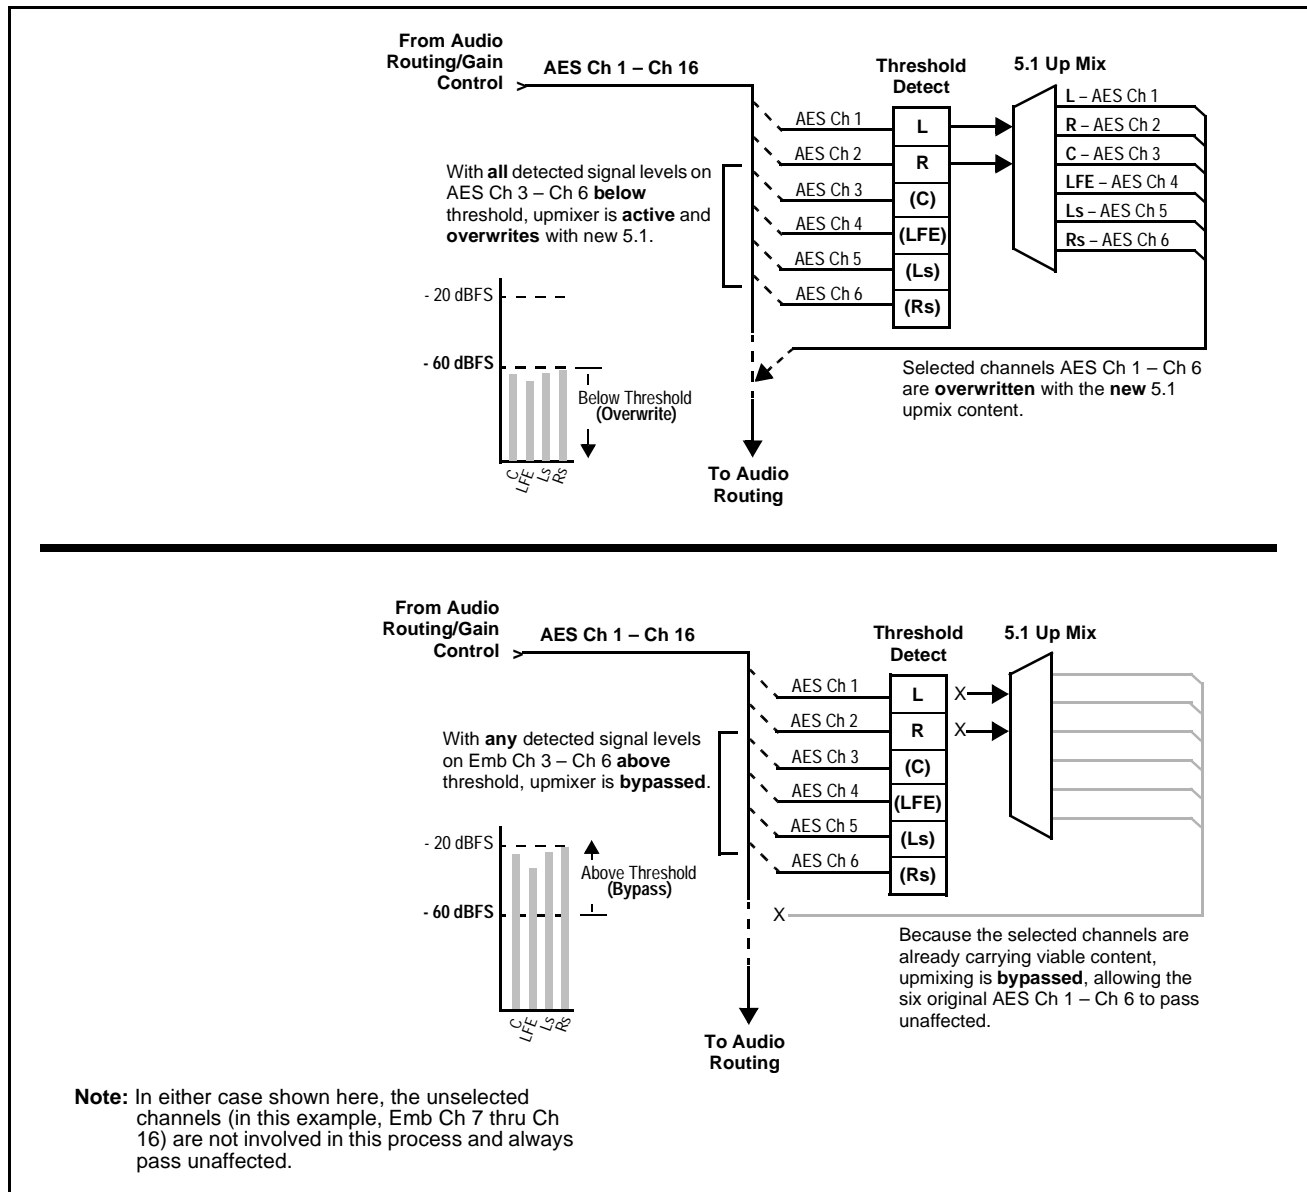 From Audio
Routing/Gain
Control
AES Ch 1 – Ch 16
Threshold
Detect
5.1 Up Mix
AES Ch 1
AES Ch 2
AES Ch 3
AES Ch 4
AES Ch 5
AES Ch 6
L
R
(C)
(LFE)
(Ls)
(Rs)
L – AES Ch 1
R – AES Ch 2
C – AES Ch 3
LFE – AES Ch 4
Ls – AES Ch 5
Rs – AES Ch 6
With all detected signal levels on
AES Ch 3 – Ch 6 below
threshold, upmixer is active and
overwrites with new 5.1.
- 20 dBFS
- 60 dBFS
Below Threshold
(Overwrite)
C
LFE
Ls
Rs
Selected channels AES Ch 1 – Ch 6
are overwritten with the new 5.1
upmix content.
To Audio
Routing
From Audio
Routing/Gain
Control
AES Ch 1 – Ch 16
Threshold
Detect
5.1 Up Mix
AES Ch 1
AES Ch 2
AES Ch 3
AES Ch 4
AES Ch 5
AES Ch 6
L
R
(C)
(LFE)
(Ls)
(Rs)
X
X
With any detected signal levels
on Emb Ch 3 – Ch 6 above
threshold, upmixer is bypassed.
- 20 dBFS
- 60 dBFS
Above Threshold
(Bypass)
C
LFE
Ls
Rs
X
Because the selected channels are
already carrying viable content,
upmixing is bypassed, allowing the
six original AES Ch 1 – Ch 6 to pass
unaffected.
To Audio
Routing
Note: In either case shown here, the unselected
channels (in this example, Emb Ch 7 thru Ch
16) are not involved in this process and always
pass unaffected.